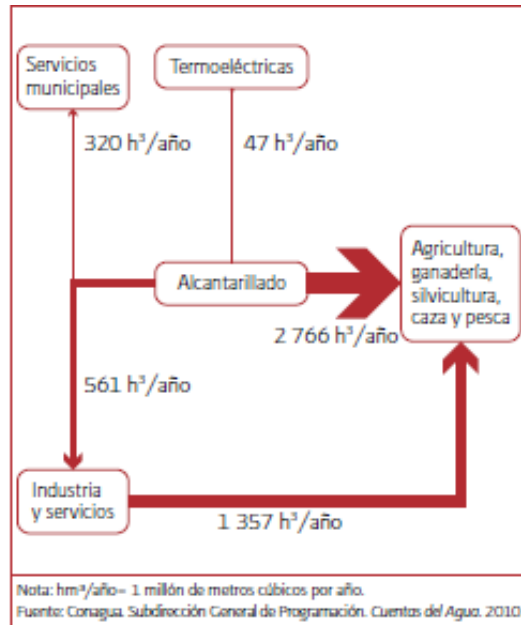 Servicios
municipales
Termoeléctricas
320 h³/año
47 h³/año
Alcantarillado
Agricultura,
ganadería,
silvicultura,
caza y pesca
2 766 h³/año
561 h³/año
Industria
y servicios
1 357 h³/año
Nota: hm³/año= 1 millón de metros cúbicos por año.
Fuente: Conagua. Subdirección General de Programación. Cuentas del Agua. 2010